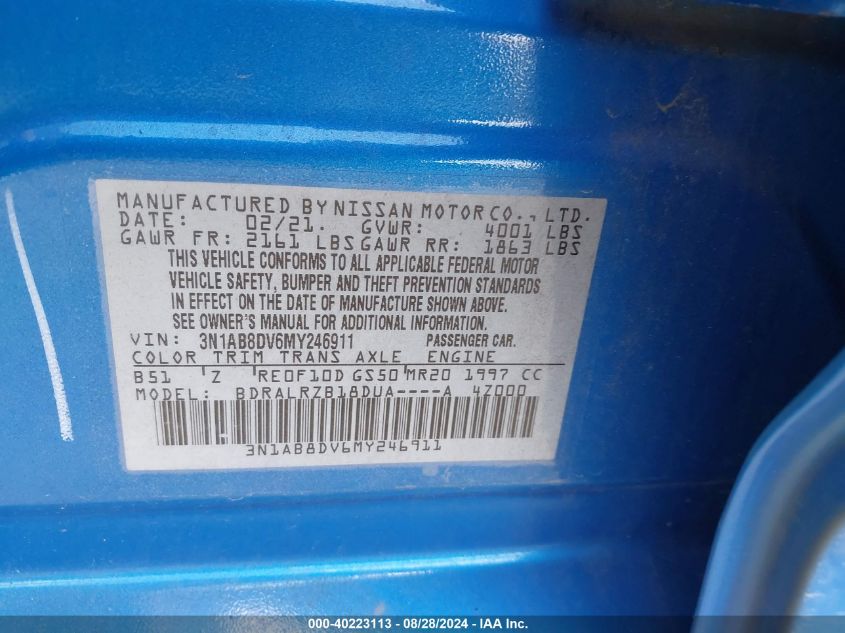 MANUFACTURED BY NISSAN MOTOR CO., LTD.
DATE: 02/21. GVWR: 4001 LBS
GAWR FR: 2161 LBS GAWR RR: 1863 LBS
THIS VEHICLE CONFORMS TO ALL APPLICABLE FEDERAL MOTOR
VEHICLE SAFETY, BUMPER AND THEFT PREVENTION STANDARDS
IN EFFECT ON THE DATE OF MANUFACTURE SHOWN ABOVE.
SEE OWNER'S MANUAL FOR ADDITIONAL INFORMATION.
VIN: 3N1AB8DV6MY246911 PASSENGER CAR.
COLOR TRIM TRANS AXLE ENGINE
B51 Z RE0F10D GS50 MR20 1997 CC
MODEL: BDRALRZB18DUA----A 4Z000
3N1AB8DV6MY246911
000-40223113 - 08/28/2024 - IAA Inc.